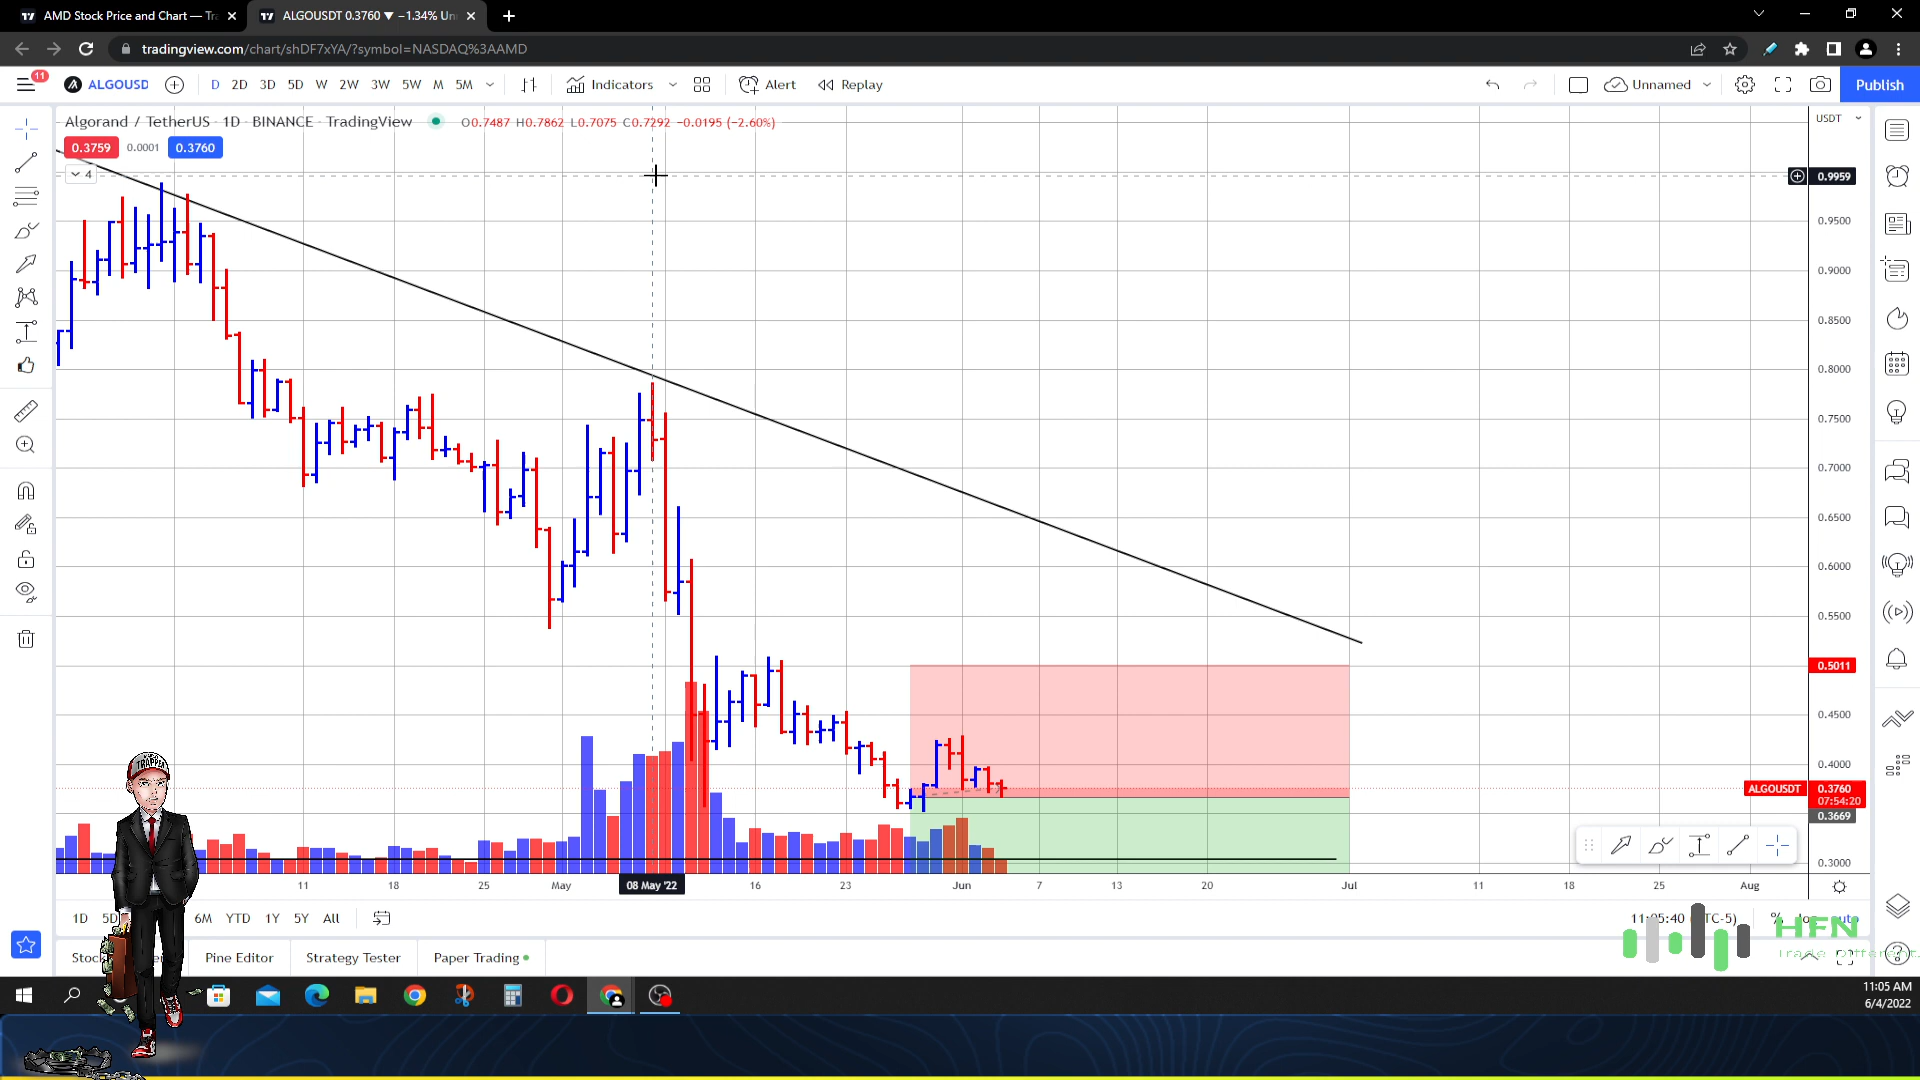 AMD Stock Price and Chart — Tr
ALGOUSDT 0.3760 ▼ −1.34% Un
tradingview.com/chart/shDF7xYA/?symbol=NASDAQ%3AAMD
11
ALGOUSD D 2D 3D 5D W 2W 3W 5W M 5M Indicators Alert Replay Unnamed Publish
Algorand / TetherUS · 1D · BINANCE · TradingView O0.7487 H0.7862 L0.7075 C0.7292 −0.0195 (−2.60%)
USDT
0.3759 0.0001 0.3760
4
0.9959
0.9500
0.9000
0.8500
0.8000
0.7500
0.7000
0.6500
0.6000
0.5500
0.5011
0.4500
0.4000
ALGOUSDT 0.3760
07:54:20
0.3669
0.3000
TRAPPER
11 18 25 May 08 May '22 16 23 Jun 7 13 20 Jul 11 18 25 Aug
1D 5D 6M YTD 1Y 5Y All
% log auto
HFN
Pine Editor Strategy Tester Paper Trading
11:05 AM
6/4/2022